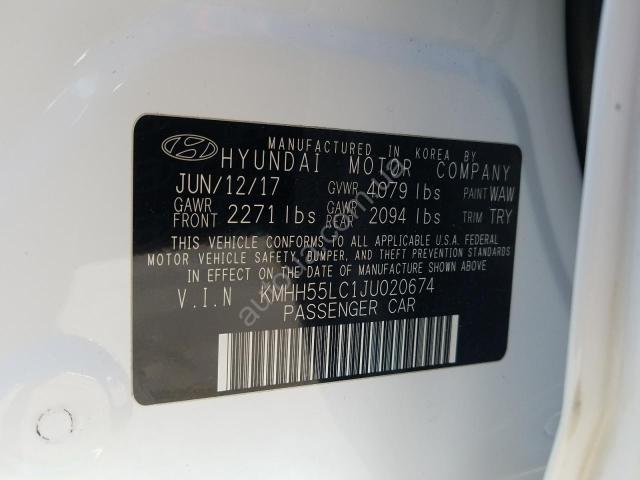 MANUFACTURED IN KOREA BY
HYUNDAI MOTOR COMPANY
JUN/12/17 GVWR 4079 lbs PAINT WAW
GAWR FRONT 2271 lbs GAWR REAR 2094 lbs TRIM TRY
THIS VEHICLE CONFORMS TO ALL APPLICABLE U.S.A. FEDERAL
MOTOR VEHICLE SAFETY, BUMPER, AND THEFT PREVENTION STANDARDS
IN EFFECT ON THE DATE OF MANUFACTURE SHOWN ABOVE.
V.I.N KMHH55LC1JU020674
PASSENGER CAR